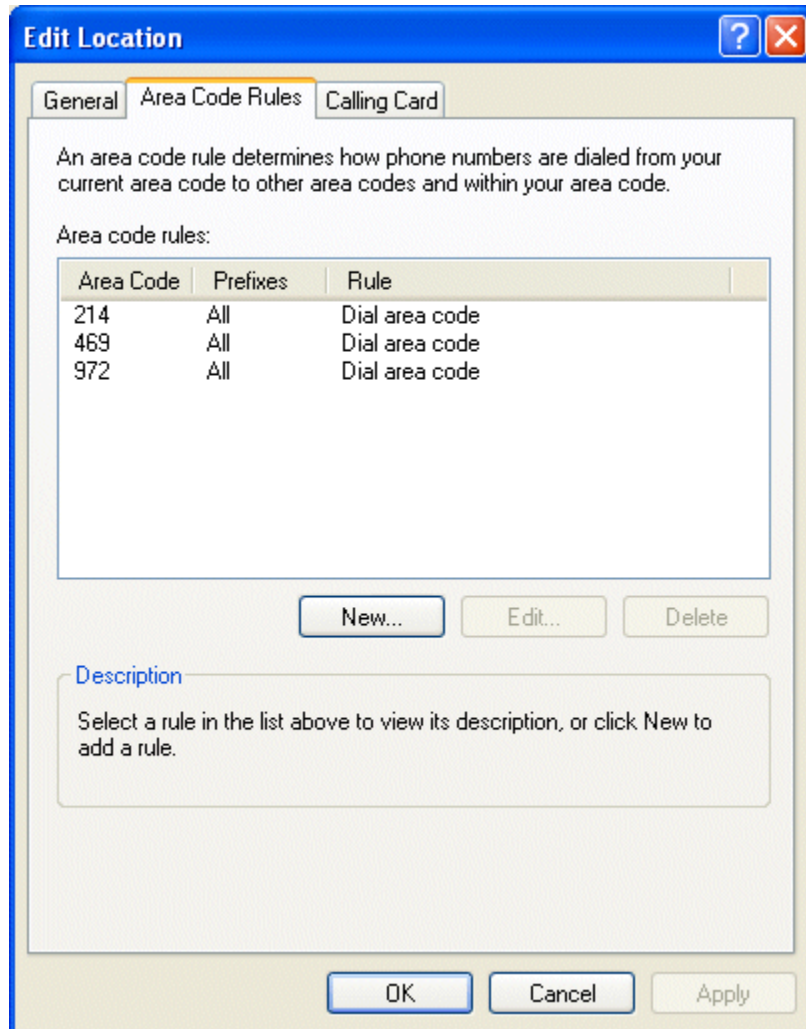 Edit Location
General Area Code Rules Calling Card
An area code rule determines how phone numbers are dialed from your
current area code to other area codes and within your area code.
Area code rules:
Area Code Prefixes Rule
214 All Dial area code
469 All Dial area code
972 All Dial area code
New... Edit... Delete
Description
Select a rule in the list above to view its description, or click New to
add a rule.
OK Cancel Apply